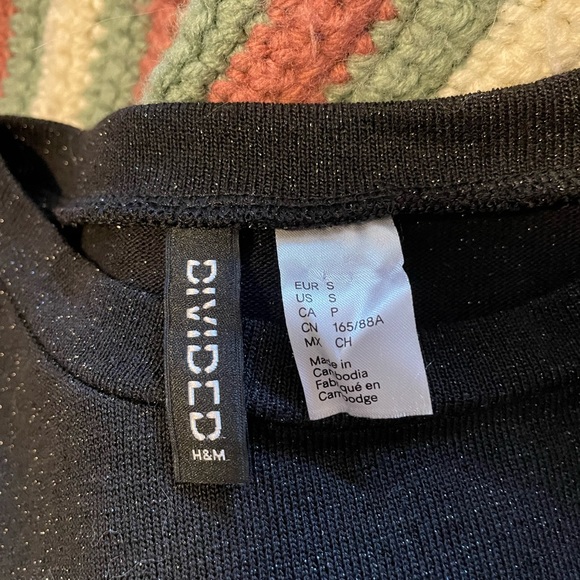 DIVIDED
H&M
EUR S
US S
CA P
CN 165/88A
MX CH
Made in
Cambodia
Fabriqué en
Cambodge